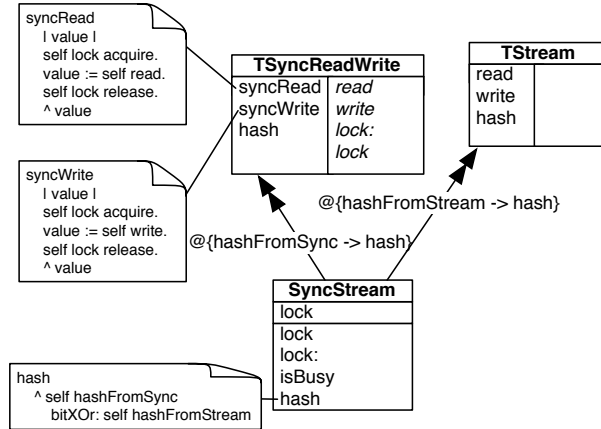 syncRead
| value |
self lock acquire.
value := self read.
self lock release.
^ value
syncWrite
| value |
self lock acquire.
value := self write.
self lock release.
^ value
TSyncReadWrite
syncRead
syncWrite
hash
read
write
lock:
lock
TStream
read
write
hash
@{hashFromStream -> hash}
@{hashFromSync -> hash}
SyncStream
lock
lock
lock:
isBusy
hash
hash
^ self hashFromSync
bitXOr: self hashFromStream